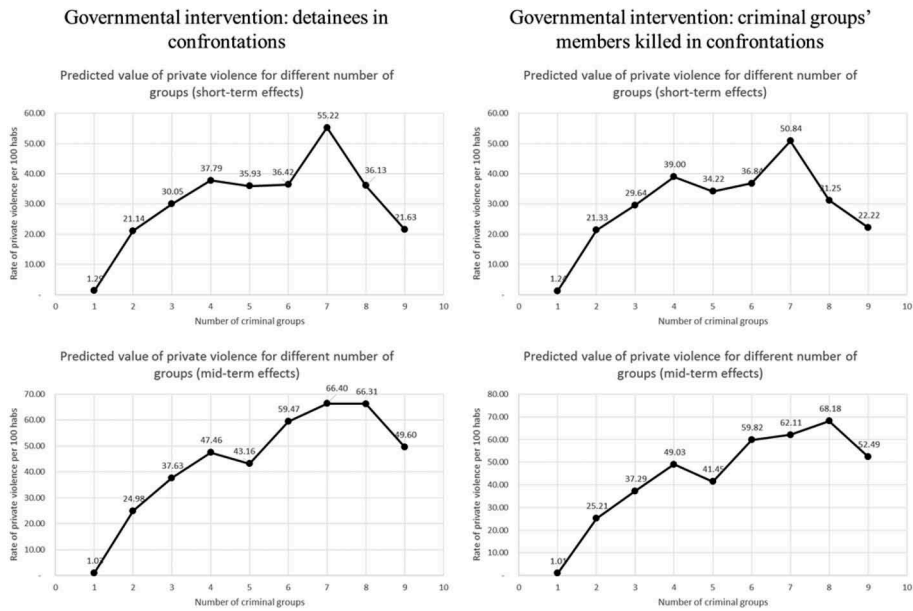 Governmental intervention: detainees in
confrontations
Predicted value of private violence for different number of
groups (short-term effects)
Rate of private violence per 100 habs
60.00
50.00
40.00
30.00
20.00
10.00
-
1.29
21.14
30.05
37.79
35.93
36.42
55.22
36.13
21.63
0 1 2 3 4 5 6 7 8 9 10
Number of criminal groups
Governmental intervention: criminal groups'
members killed in confrontations
Predicted value of private violence for different number of
groups (short-term effects)
Rate of private violence per 100 habs
60.00
50.00
40.00
30.00
20.00
10.00
-
1.24
21.33
29.64
39.00
34.22
36.84
50.84
31.25
22.22
0 1 2 3 4 5 6 7 8 9 10
Number of criminal groups
Predicted value of private violence for different number of
groups (mid-term effects)
Rate of private violence per 100 habs
70.00
60.00
50.00
40.00
30.00
20.00
10.00
-
24.98
37.63
47.46
43.16
59.47
66.40
66.31
49.60
0 1 2 3 4 5 6 7 8 9 10
Number of criminal groups
Predicted value of private violence for different number of
groups (mid-term effects)
Rate of private violence per 100 habs
80.00
70.00
60.00
50.00
40.00
30.00
20.00
10.00
-
25.21
37.29
49.03
41.45
59.82
62.11
68.18
52.49
0 1 2 3 4 5 6 7 8 9 10
Number of criminal groups